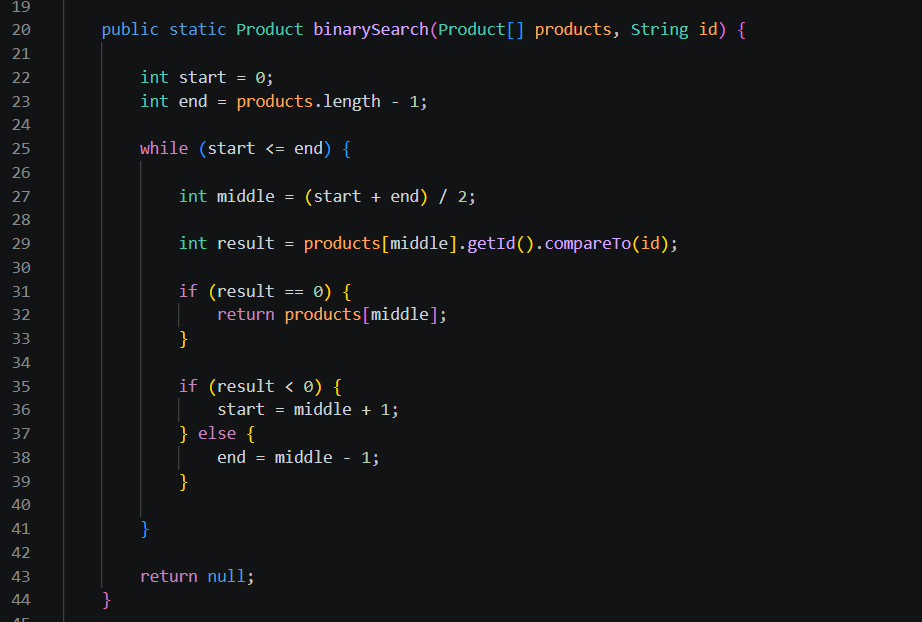 19
20 public static Product binarySearch(Product[] products, String id) {
21
22 int start = 0;
23 int end = products.length - 1;
24
25 while (start <= end) {
26
27 int middle = (start + end) / 2;
28
29 int result = products[middle].getId().compareTo(id);
30
31 if (result == 0) {
32 return products[middle];
33 }
34
35 if (result < 0) {
36 start = middle + 1;
37 } else {
38 end = middle - 1;
39 }
40
41 }
42
43 return null;
44 }